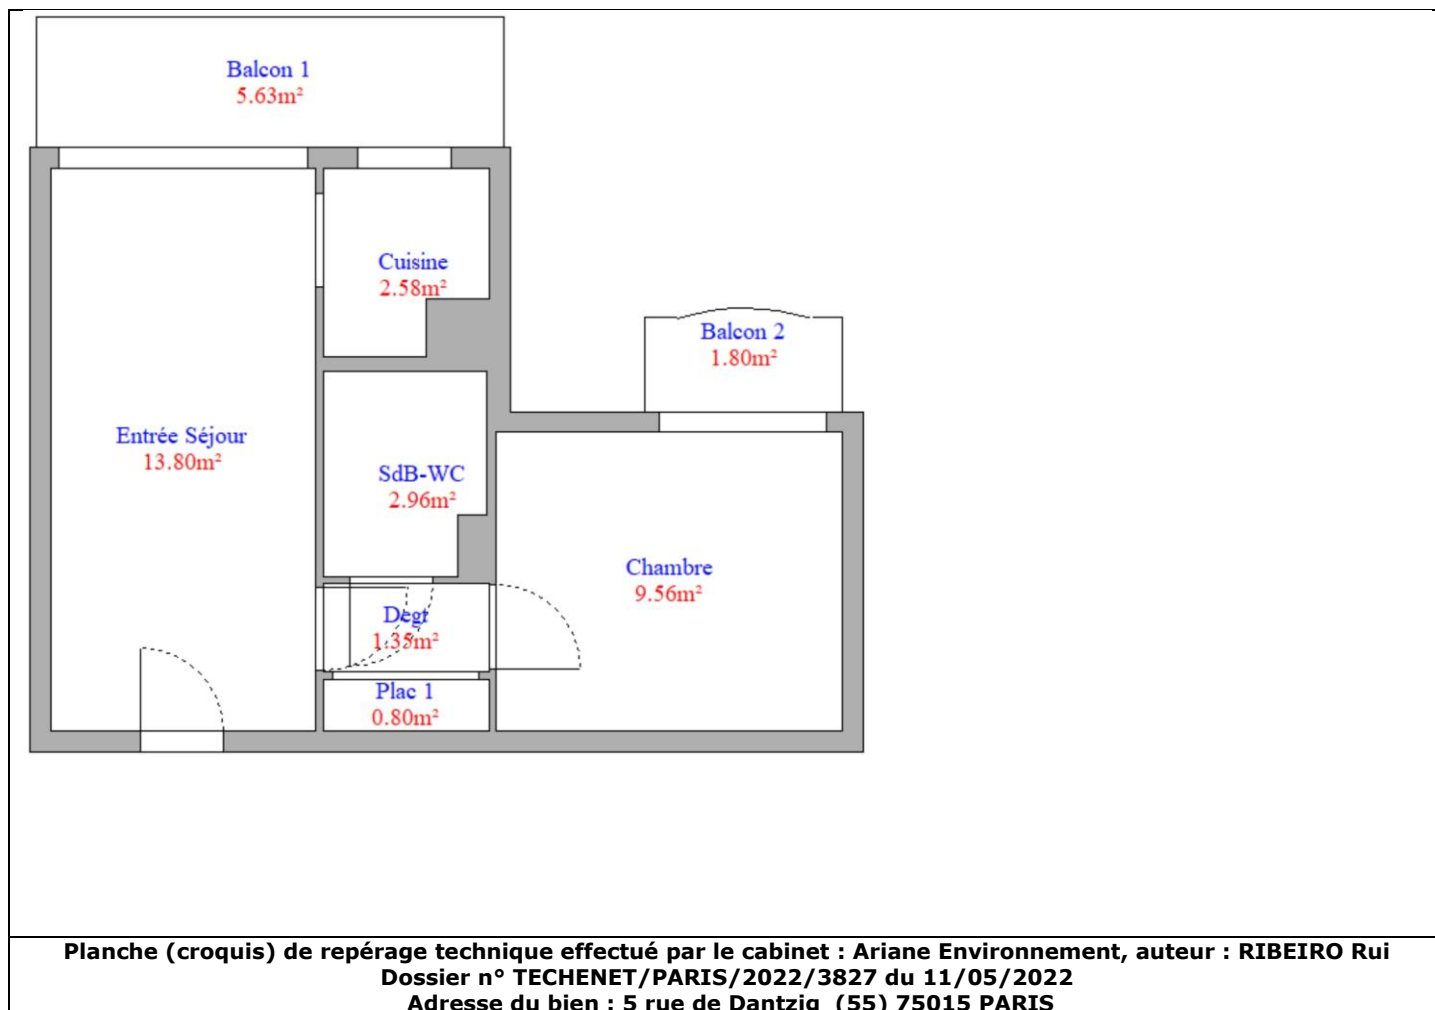 Balcon 1
5.63m²
Cuisine
2.58m²
Balcon 2
1.80m²
Entrée Séjour
13.80m²
SdB-WC
2.96m²
Chambre
9.56m²
Degt
1.35m²
Plac 1
0.80m²
Planche (croquis) de repérage technique effectué par le cabinet : Ariane Environnement, auteur : RIBEIRO Rui
Dossier n° TECHENET/PARIS/2022/3827 du 11/05/2022
Adresse du bien : 5 rue de Dantzig (55) 75015 PARIS